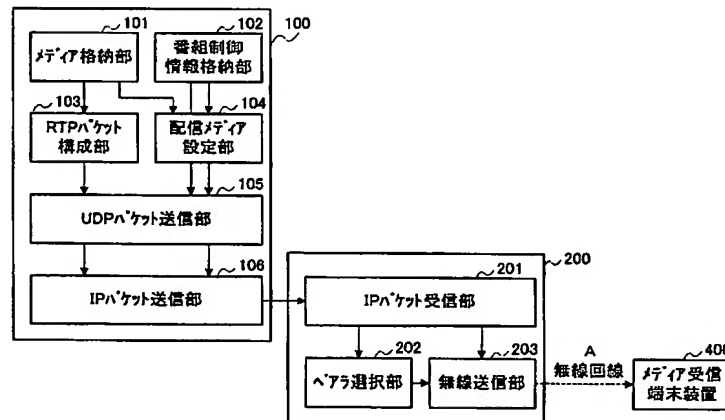 101
102
100
メディア格納部
番組制御
情報格納部
103
104
RTPパケット
構成部
配信メディア
設定部
105
UDPパケット送信部
106
IPパケット送信部
200
201
IPパケット受信部
202
203
ベアラ選択部
無線送信部
A
無線回線
400
メディア受信
端末装置